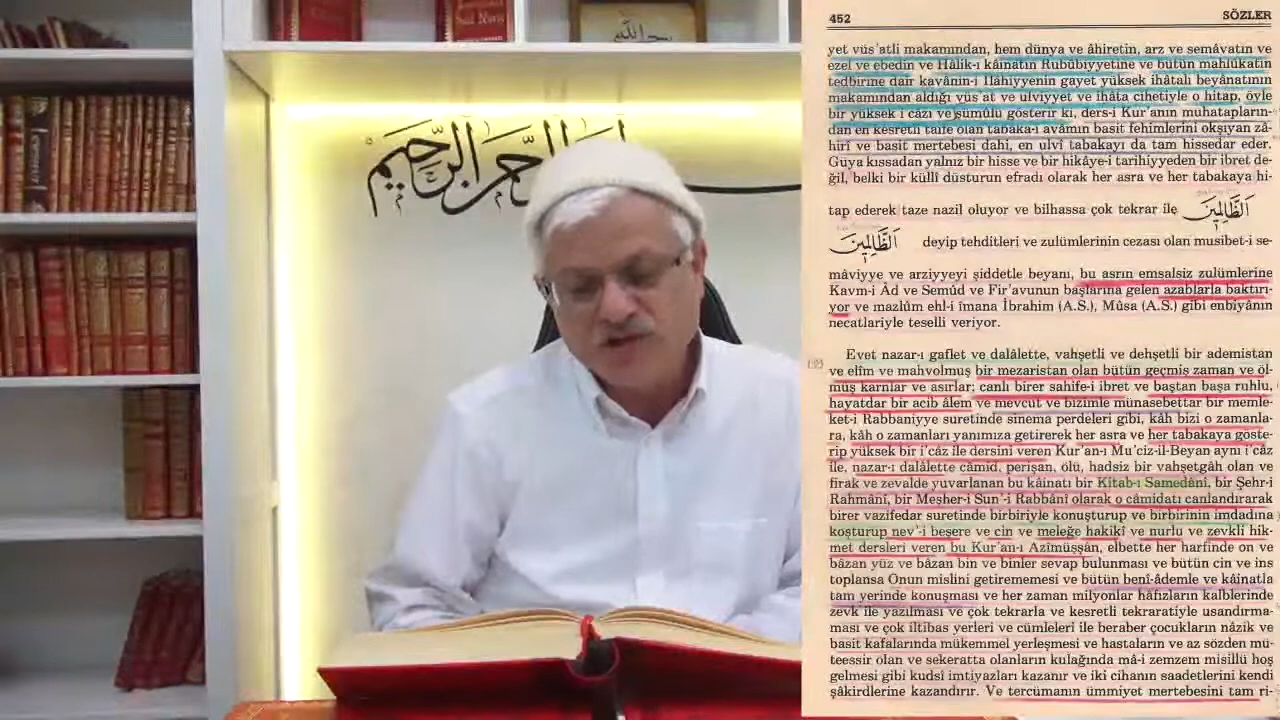 452
SÖZLER
yet vüs'atli makamından, hem dünya ve âhiretin, arz ve semâvatın ve
ezel ve ebedin ve Hâlik-ı kâinatın Rububiyyetine ve bütün mahlûkatın
tedbirine dair kavânîn-i İlâhiyyenin gayet yüksek ihâtalı beyânatının
makamından aldığı vüs'at ve ulviyyet ve ihâta cihetiyle o hitap, öyle
bir yüksek i'câzı ve şümûlü gösterir ki, ders-i Kur'anın muhatapların-
dan en kesretli taife olan tabaka-i avâmın basit fehimlerini okşıyan zâ-
hirî ve basit mertebesi dahi, en ulvî tabakayı da tam hissedar eder.
Güya kıssadan yalnız bir hisse ve bir hikâye-i tarihiyyeden bir ibret de-
ğil, belki bir küllî düsturun efradı olarak her asra ve her tabakaya hi-
tap ederek taze nazil oluyor ve bilhassa çok tekrar ile اَلظَّالِمِينَ
اَلظَّالِمِينَ deyip tehditleri ve zulümlerinin cezası olan musibet-i se-
mâviyye ve arziyyeyi şiddetle beyanı, bu asrın emsalsiz zulümlerine
Kavm-i Âd ve Semûd ve Fir'avunun başlarına gelen azablarla baktırı-
yor ve mazlûm ehl-i îmana İbrahim (A.S.), Mûsa (A.S.) gibi enbiyânın
necatlariyle teselli veriyor.
Evet nazar-ı gaflet ve dalâlette, vahşetli ve dehşetli bir ademistan
ve elîm ve mahvolmuş bir mezaristan olan bütün geçmiş zaman ve öl-
müş karnlar ve asırlar; canlı birer sahife-i ibret ve baştan başa ruhlu,
hayatdar bir acib âlem ve mevcut ve bizimle münasebettar bir memle-
ket-i Rabbaniyye suretinde sinema perdeleri gibi, kâh bizi o zamanla-
ra, kâh o zamanları yanımıza getirerek her asra ve her tabakaya göste-
rip yüksek bir i'câz ile dersini veren Kur'an-ı Mu'ciz-il-Beyan aynı i'câz
ile, nazar-ı dalâlette câmid, perişan, ölü, hadsiz bir vahşetgâh olan ve
firak ve zevalde yuvarlanan bu kâinatı bir Kitab-ı Samedânî, bir Şehr-i
Rahmânî, bir Meşher-i Sun'-i Rabbânî olarak o câmidatı canlandırarak
birer vazifedar suretinde birbiriyle konuşturup ve birbirinin imdadına
koşturup nev'-i beşere ve cin ve meleğe hakikî ve nurlu ve zevkli hik-
met dersleri veren bu Kur'an-ı Azîmüşşan, elbette her harfinde on ve
bâzan yüz ve bâzan bin ve binler sevap bulunması ve bütün cin ve ins
toplansa Onun mislini getirememesi ve bütün benî-âdemle ve kâinatla
tam yerinde konuşması ve her zaman milyonlar hâfızların kalblerinde
zevk ile yazılması ve çok tekrarla ve kesretli tekraratiyle usandırma-
ması ve çok iltibas yerleri ve cümleleri ile beraber çocukların nâzik ve
basit kafalarında mükemmel yerleşmesi ve hastaların ve az sözden mü-
teessir olan ve sekeratta olanların kulağında mâ-i zemzem misillü hoş
gelmesi gibi kudsî imtiyazları kazanır ve iki cihanın saadetlerini kendi
şâkirdlerine kazandırır. Ve tercümanın ümmiyet mertebesini tam ri-